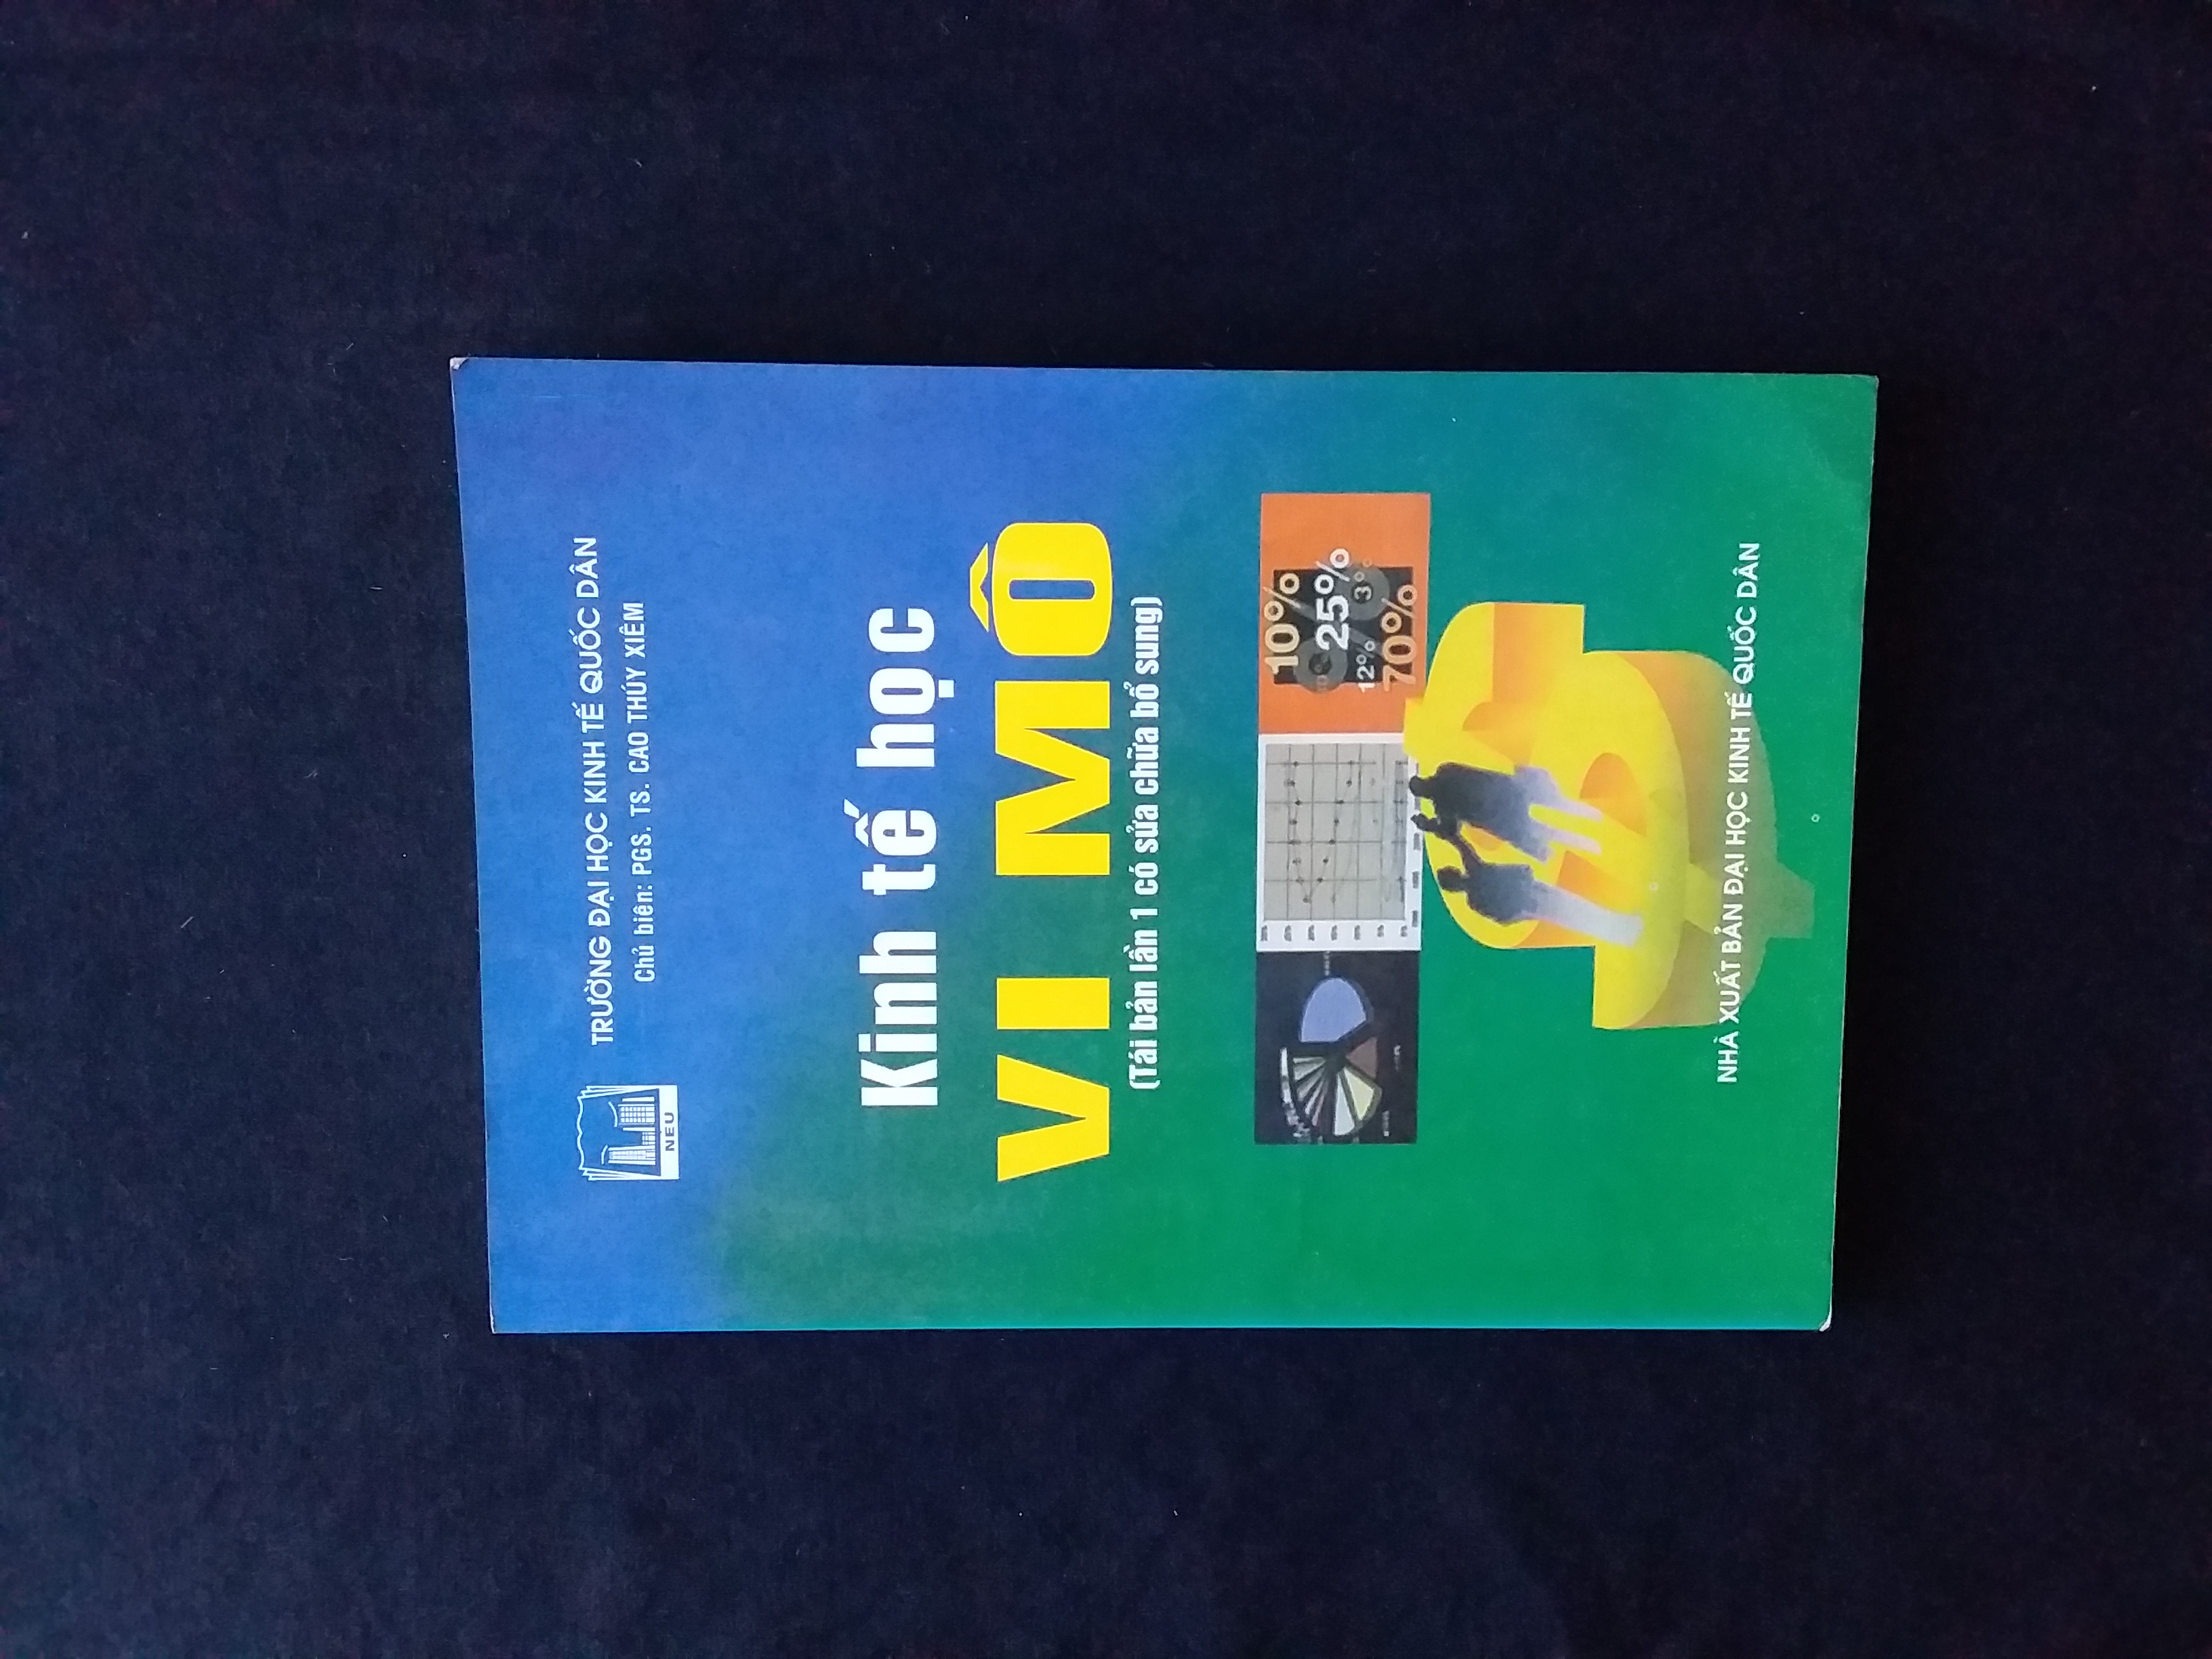 TRƯỜNG ĐẠI HỌC KINH TẾ QUỐC DÂN
Chủ biên: PGS. TS. CAO THÚY XIÊM
NEU
Kinh tế học
VI MÔ
(Tái bản lần 1 có sửa chữa bổ sung)
10%
25%
12% 3%
70%
NHÀ XUẤT BẢN ĐẠI HỌC KINH TẾ QUỐC DÂN